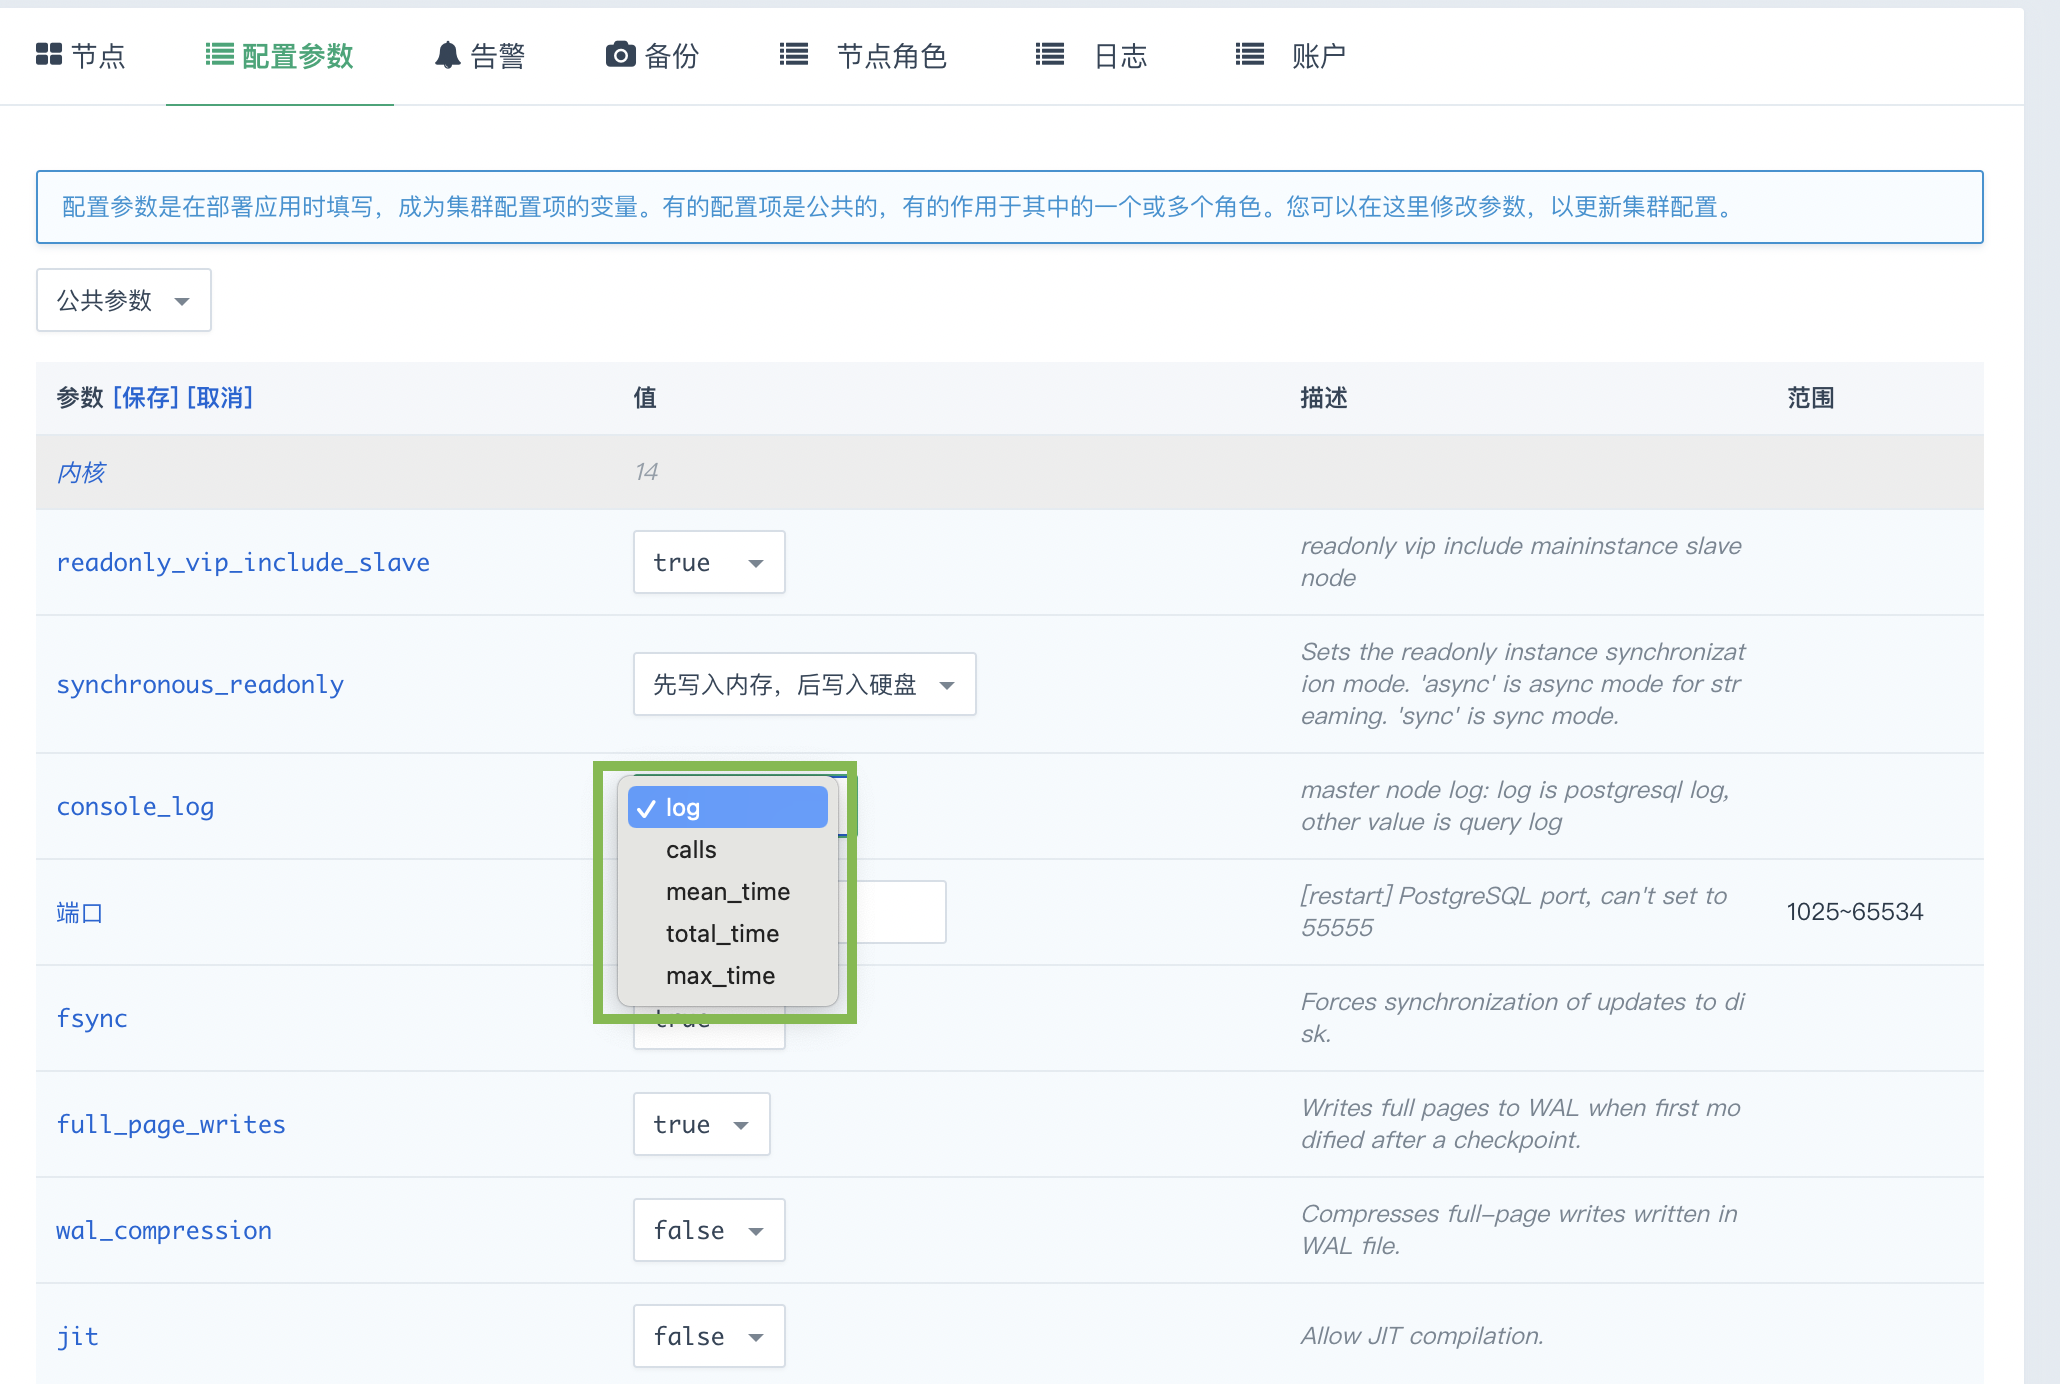 节点 配置参数 告警 备份 节点角色 日志 账户
配置参数是在部署应用时填写，成为集群配置项的变量。有的配置项是公共的，有的作用于其中的一个或多个角色。您可以在这里修改参数，以更新集群配置。
公共参数
参数 [保存] [取消] 值 描述 范围
内核 14
readonly_vip_include_slave true readonly vip include maininstance slave
node
synchronous_readonly 先写入内存，后写入硬盘 Sets the readonly instance synchronizat
ion mode. 'async' is async mode for str
eaming. 'sync' is sync mode.
console_log log master node log: log is postgresql log,
other value is query log
calls
mean_time
total_time
max_time
端口 [restart] PostgreSQL port, can't set to
55555 1025~65534
fsync true Forces synchronization of updates to di
sk.
full_page_writes true Writes full pages to WAL when first mo
dified after a checkpoint.
wal_compression false Compresses full-page writes written in
WAL file.
jit false Allow JIT compilation.